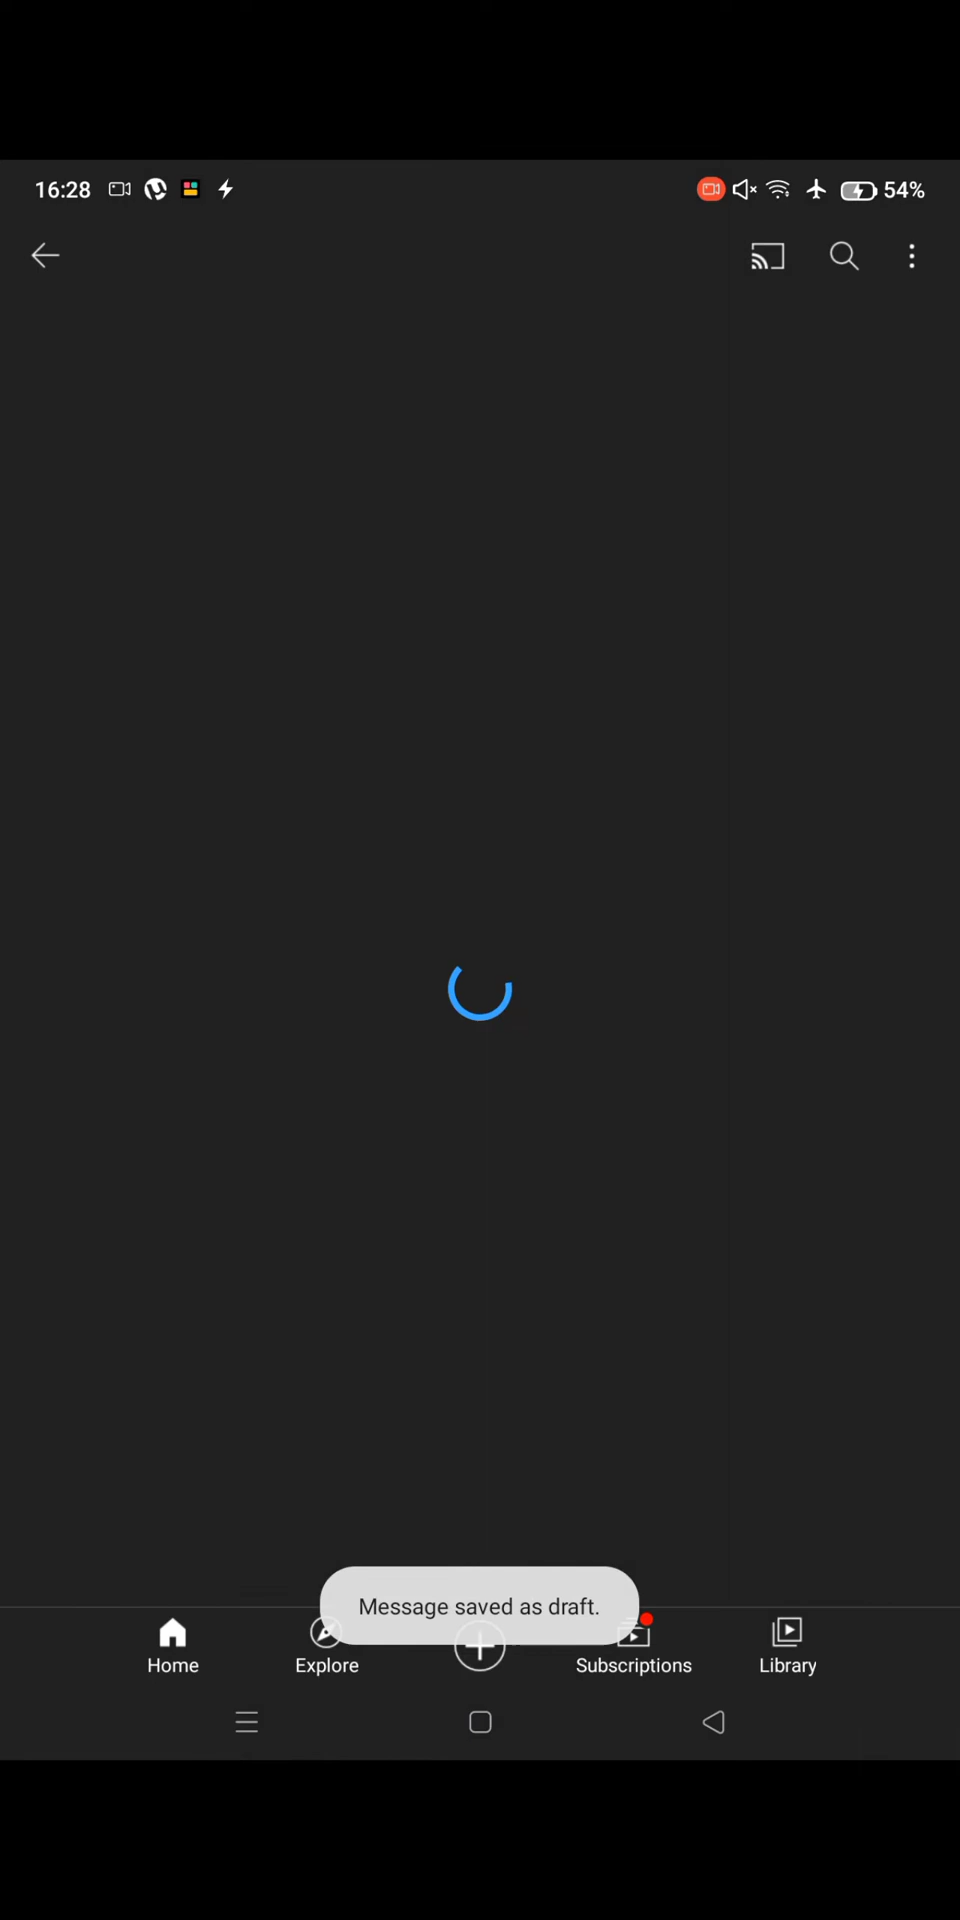 16:28
54%
Message saved as draft.
Home
Explore
Subscriptions
Library